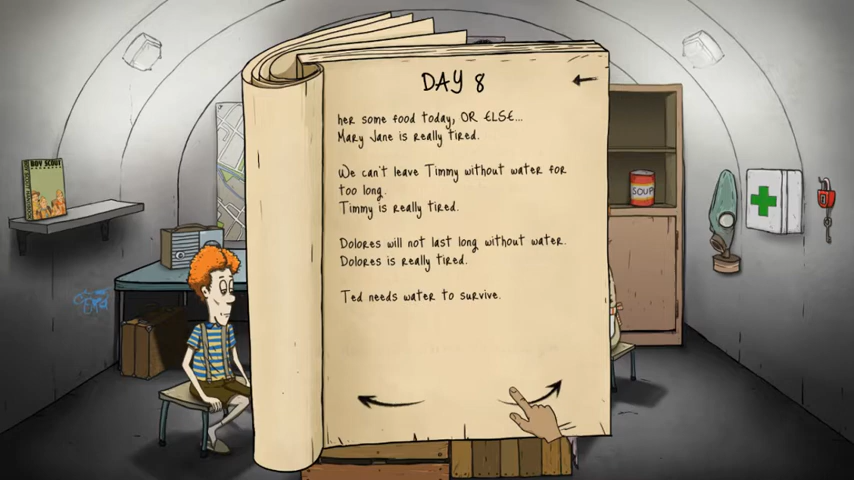 DAY 8
her some food today, OR ELSE...
Mary Jane is really tired.
We can't leave Timmy without water for
too long.
Timmy is really tired.
Dolores will not last long without water.
Dolores is really tired.
Ted needs water to survive.
BOY SCOUT
SOUP